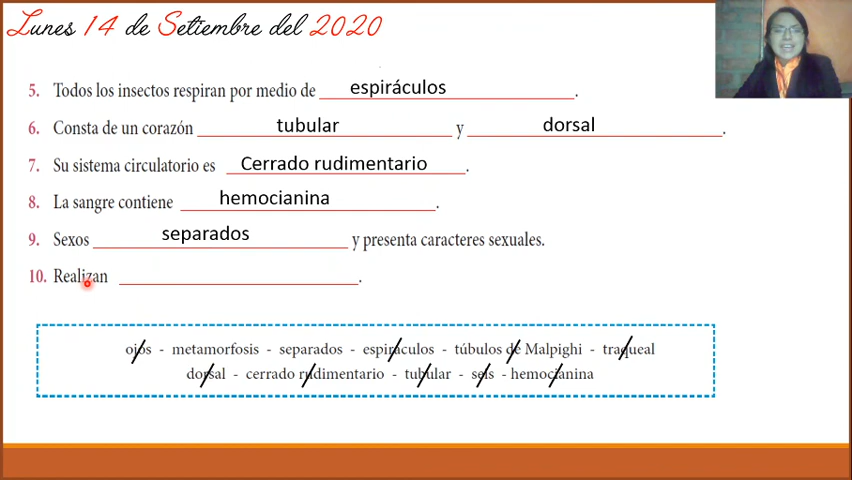 Lunes 14 de Setiembre del 2020
5. Todos los insectos respiran por medio de espiráculos.
6. Consta de un corazón tubular y dorsal.
7. Su sistema circulatorio es Cerrado rudimentario.
8. La sangre contiene hemocianina.
9. Sexos separados y presenta caracteres sexuales.
10. Realizan ____________.
ojos - metamorfosis - separados - espiráculos - túbulos de Malpighi - traqueal
dorsal - cerrado rudimentario - tubular - seis - hemocianina